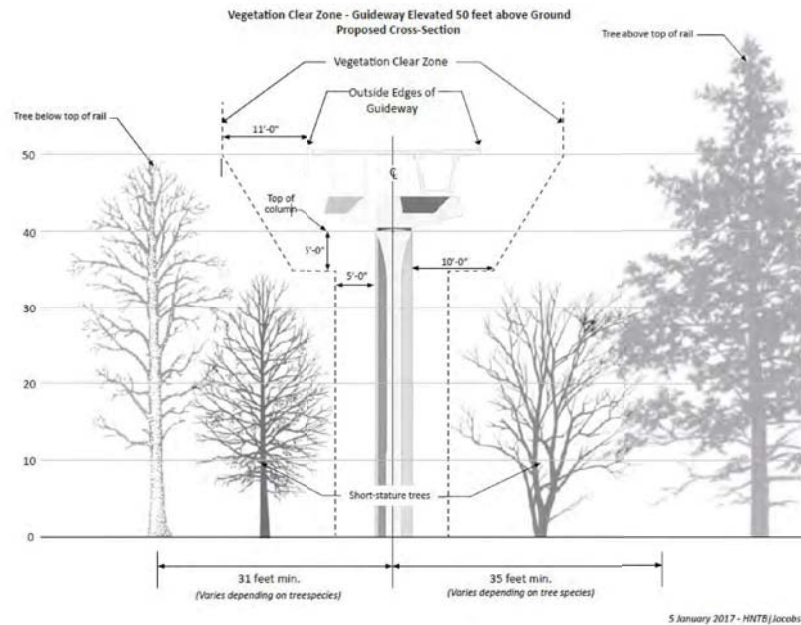 Vegetation Clear Zone - Guideway Elevated 50 feet above Ground
Proposed Cross-Section
Tree above top of rail
Vegetation Clear Zone
Outside Edges of
Guideway
Tree below top of rail
11'-0"
50
℄
Top of
column
40
'-0"
5'-0"
10'-0"
30
20
10
Short-stature trees
0
31 feet min.
(Varies depending on treespecies)
35 feet min.
(Varies depending on tree species)
5 January 2017 - HNTB|Jacobs